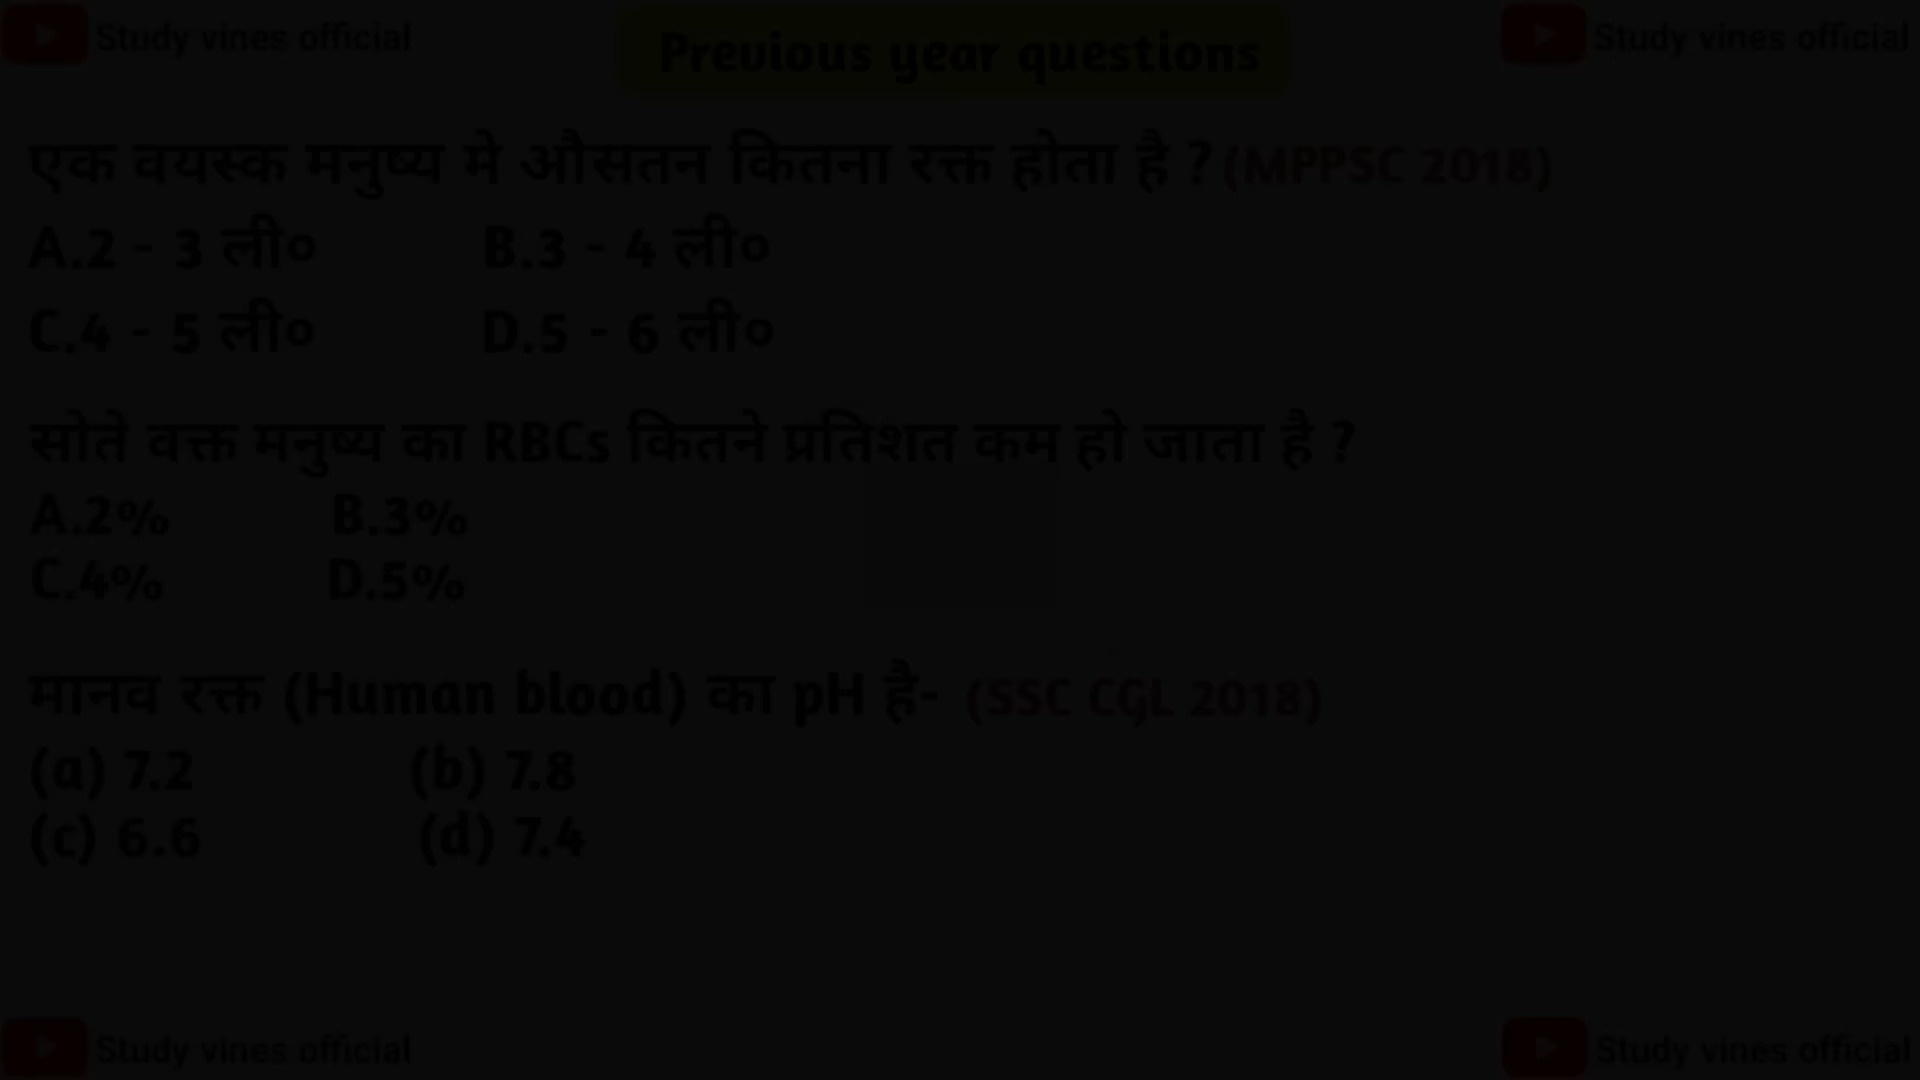 Study vines official
Previous year questions
Study vines official
एक वयस्क मनुष्य मे औसतन कितना रक्त होता है ? (MPPSC 2018)
A.2 - 3 ली० B.3 - 4 ली०
C.4 - 5 ली० D.5 - 6 ली०
सोते वक्त मनुष्य का RBCs कितने प्रतिशत कम हो जाता है ?
A.2% B.3%
C.4% D.5%
मानव रक्त (Human blood) का pH है- (SSC CGL 2018)
(a) 7.2 (b) 7.8
(c) 6.6 (d) 7.4
Study vines official
Study vines official